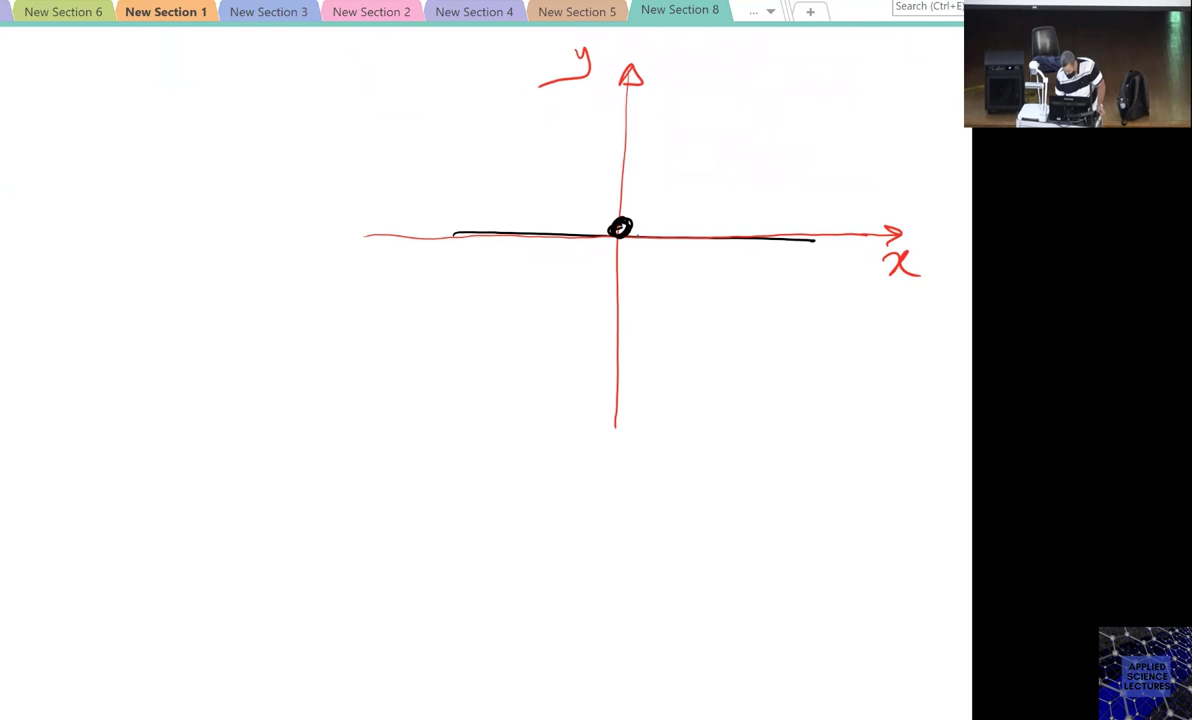 New Section 6
New Section 1
New Section 3
New Section 2
New Section 4
New Section 5
New Section 8
...
+
Search (Ctrl+E)
y
x
APPLIED
SCIENCE
LECTURES